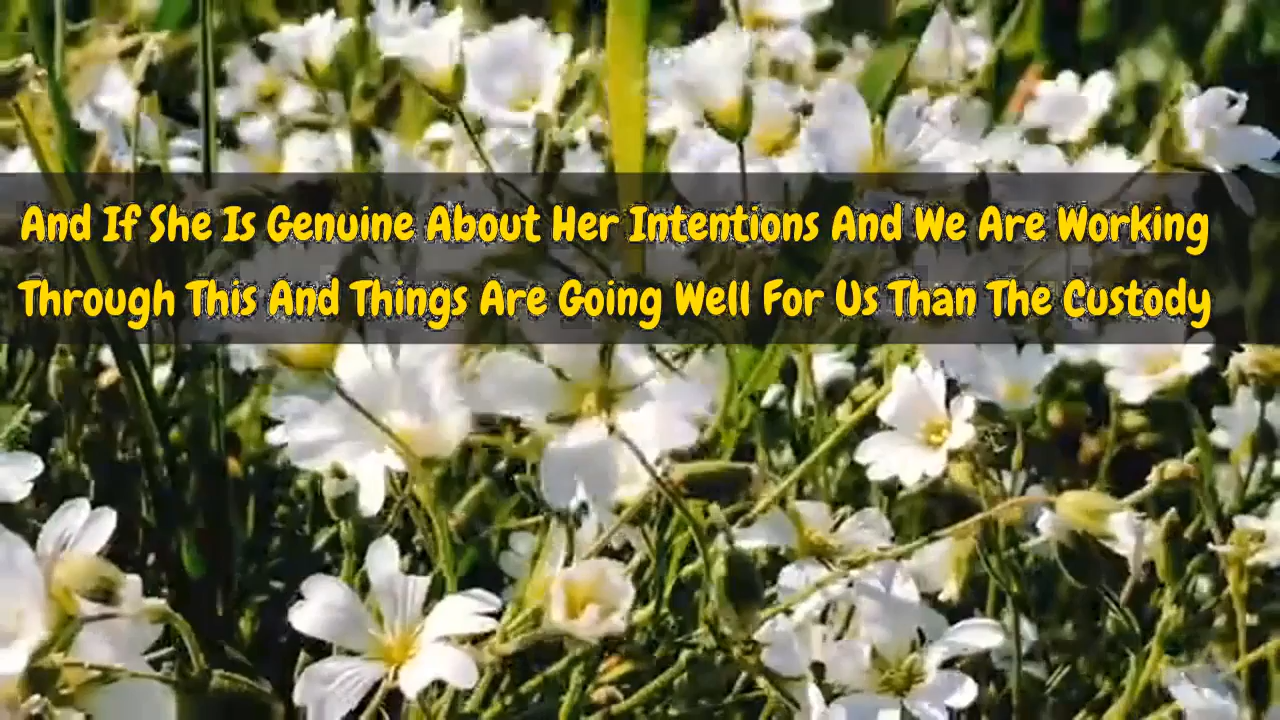 And If She Is Genuine About Her Intentions And We Are Working
Through This And Things Are Going Well For Us Than The Custody